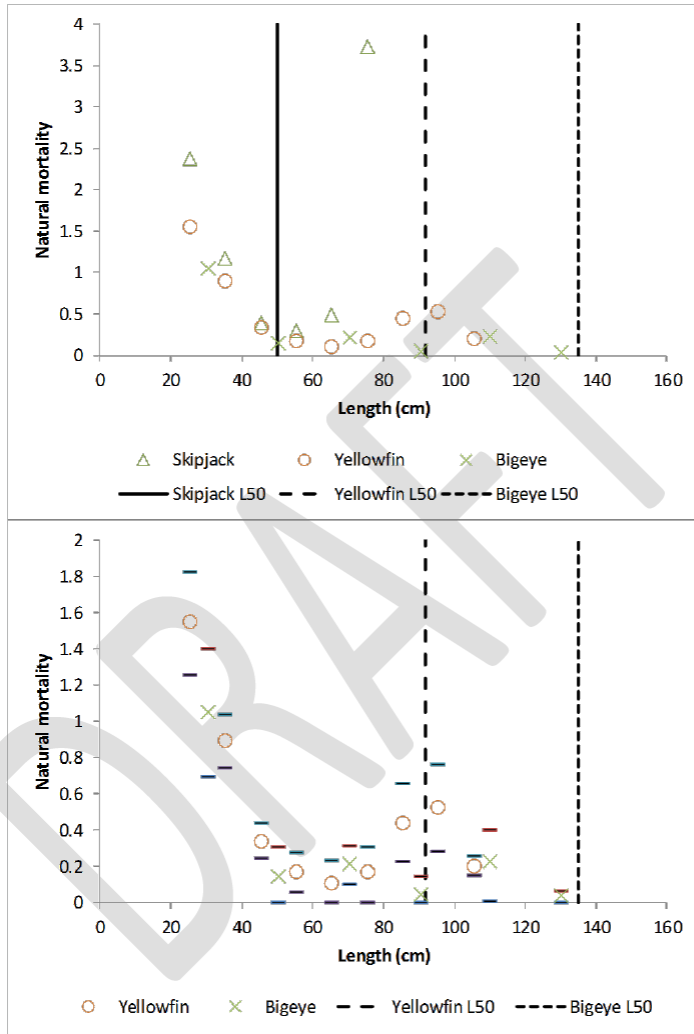 4
3.5
3
2.5
2
1.5
1
0.5
0
Natural mortality
0 20 40 60 80 100 120 140 160
Length (cm)
Skipjack Yellowfin Bigeye
Skipjack L50 Yellowfin L50 Bigeye L50
2
1.8
1.6
1.4
1.2
1
0.8
0.6
0.4
0.2
0
Natural mortality
0 20 40 60 80 100 120 140 160
Length (cm)
Yellowfin Bigeye Yellowfin L50 Bigeye L50
DRAFT